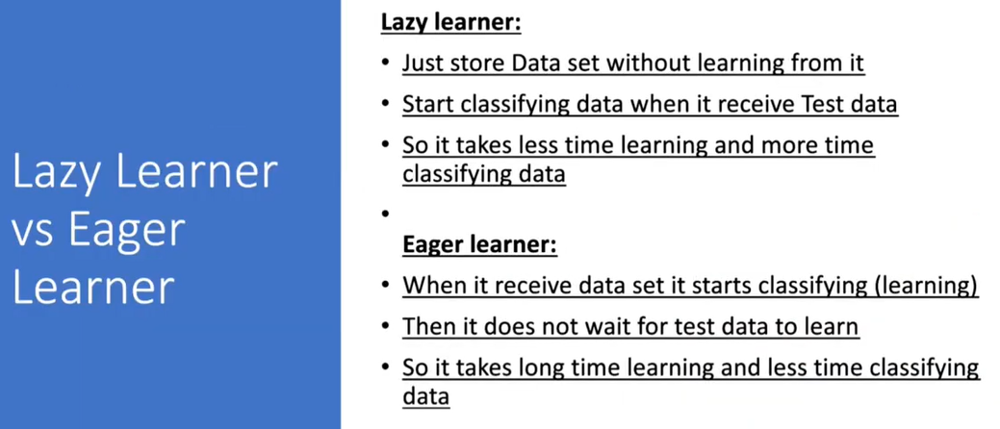 Lazy Learner
vs Eager
Learner
Lazy learner:
• Just store Data set without learning from it
• Start classifying data when it receive Test data
• So it takes less time learning and more time
classifying data
•
Eager learner:
• When it receive data set it starts classifying (learning)
• Then it does not wait for test data to learn
• So it takes long time learning and less time classifying
data